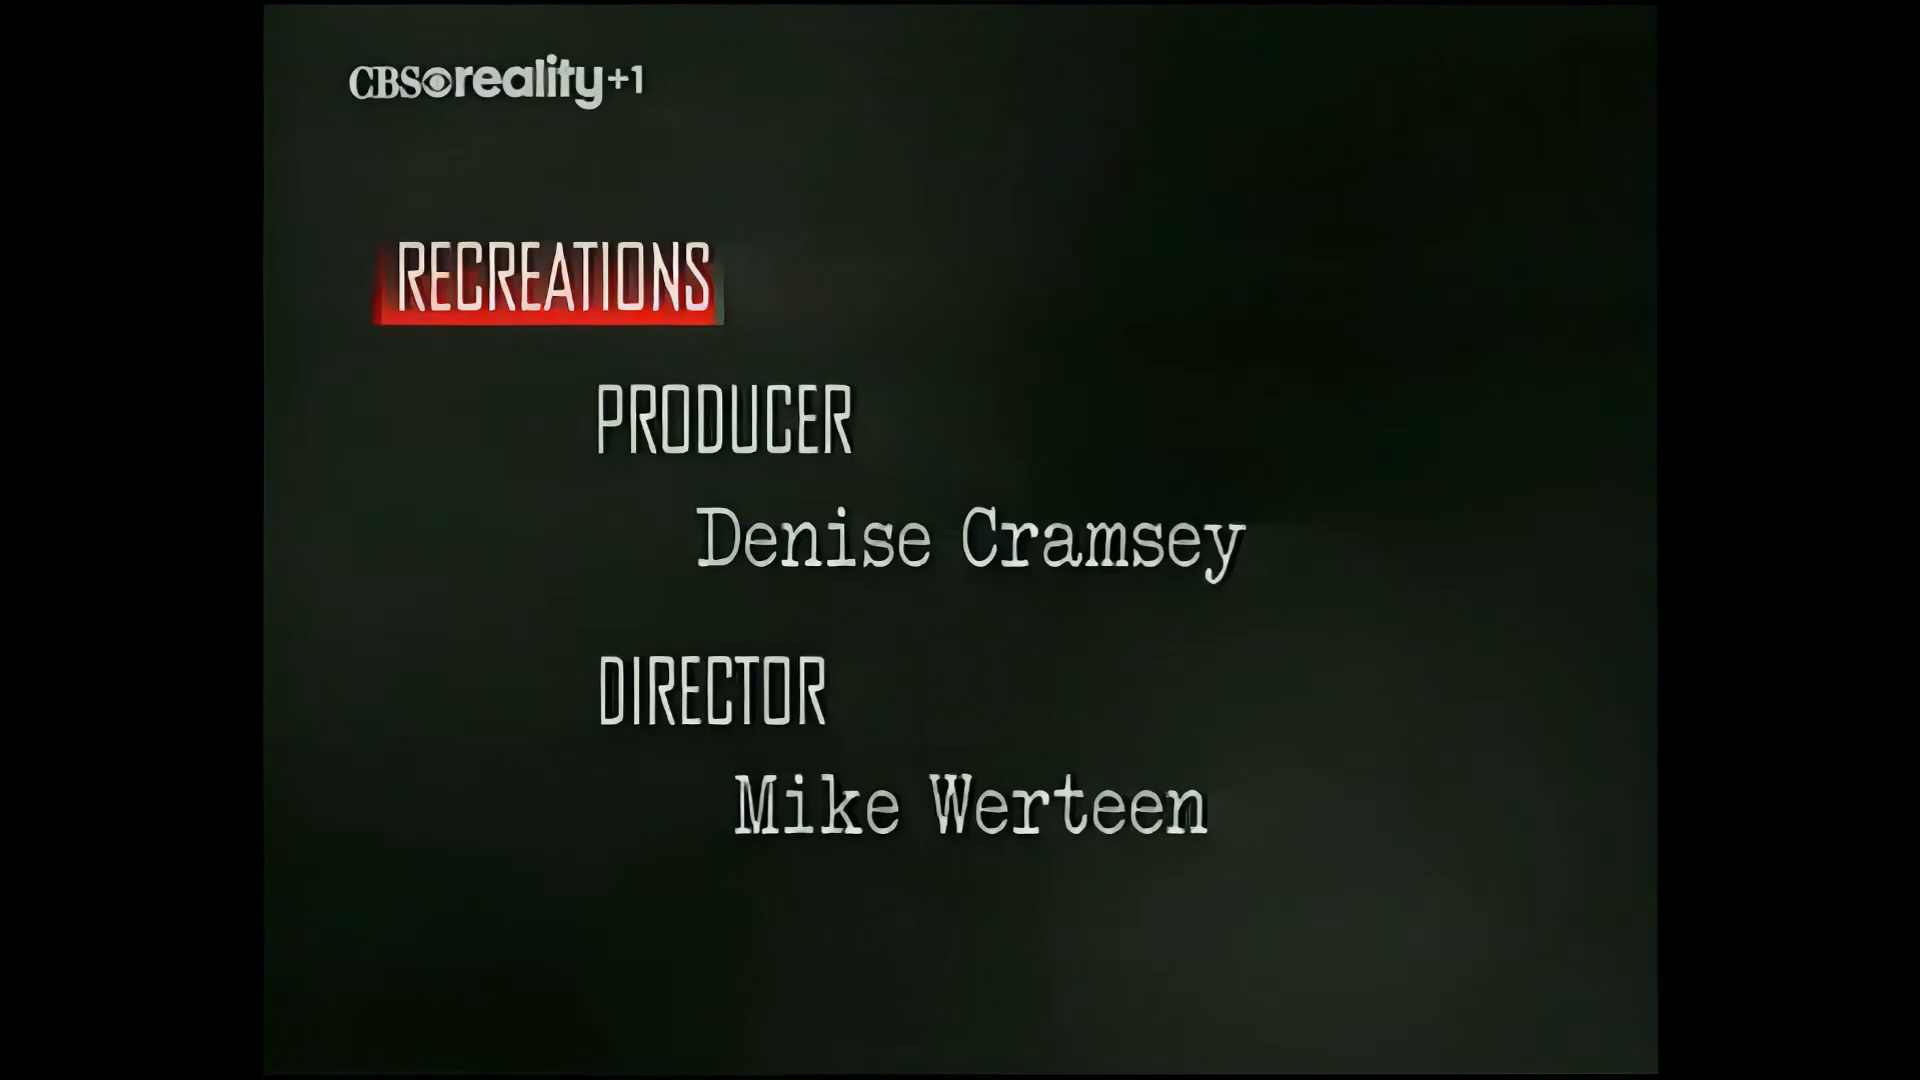 CBS reality +1
RECREATIONS
PRODUCER
Denise Cramsey
DIRECTOR
Mike Werteen